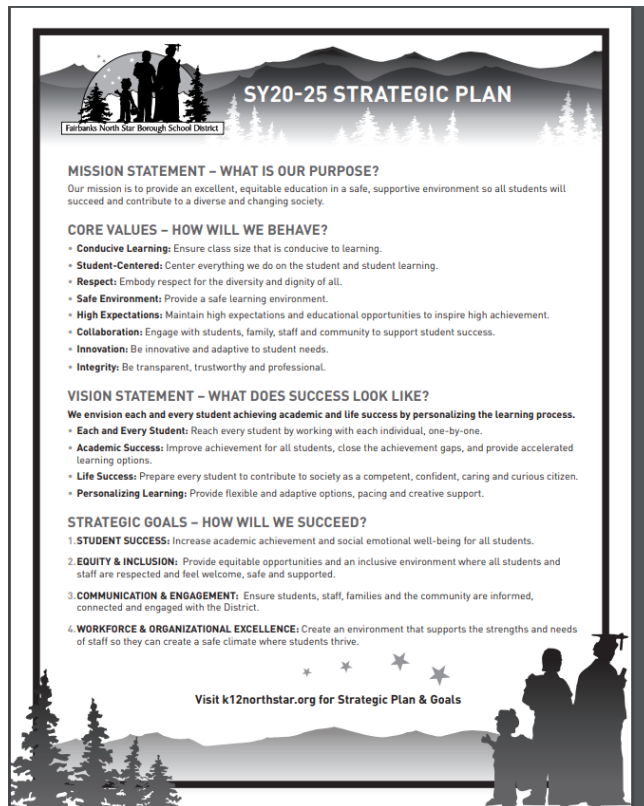 SY20-25 STRATEGIC PLAN
Fairbanks North Star Borough School District
MISSION STATEMENT – WHAT IS OUR PURPOSE?
Our mission is to provide an excellent, equitable education in a safe, supportive environment so all students will
succeed and contribute to a diverse and changing society.
CORE VALUES – HOW WILL WE BEHAVE?
• Conducive Learning: Ensure class size that is conducive to learning.
• Student-Centered: Center everything we do on the student and student learning.
• Respect: Embody respect for the diversity and dignity of all.
• Safe Environment: Provide a safe learning environment.
• High Expectations: Maintain high expectations and educational opportunities to inspire high achievement.
• Collaboration: Engage with students, family, staff and community to support student success.
• Innovation: Be innovative and adaptive to student needs.
• Integrity: Be transparent, trustworthy and professional.
VISION STATEMENT – WHAT DOES SUCCESS LOOK LIKE?
We envision each and every student achieving academic and life success by personalizing the learning process.
• Each and Every Student: Reach every student by working with each individual, one-by-one.
• Academic Success: Improve achievement for all students, close the achievement gaps, and provide accelerated
learning options.
• Life Success: Prepare every student to contribute to society as a competent, confident, caring and curious citizen.
• Personalizing Learning: Provide flexible and adaptive options, pacing and creative support.
STRATEGIC GOALS – HOW WILL WE SUCCEED?
1. STUDENT SUCCESS: Increase academic achievement and social emotional well-being for all students.
2. EQUITY & INCLUSION: Provide equitable opportunities and an inclusive environment where all students and
staff are respected and feel welcome, safe and supported.
3. COMMUNICATION & ENGAGEMENT: Ensure students, staff, families and the community are informed,
connected and engaged with the District.
4. WORKFORCE & ORGANIZATIONAL EXCELLENCE: Create an environment that supports the strengths and needs
of staff so they can create a safe climate where students thrive.
Visit k12northstar.org for Strategic Plan & Goals